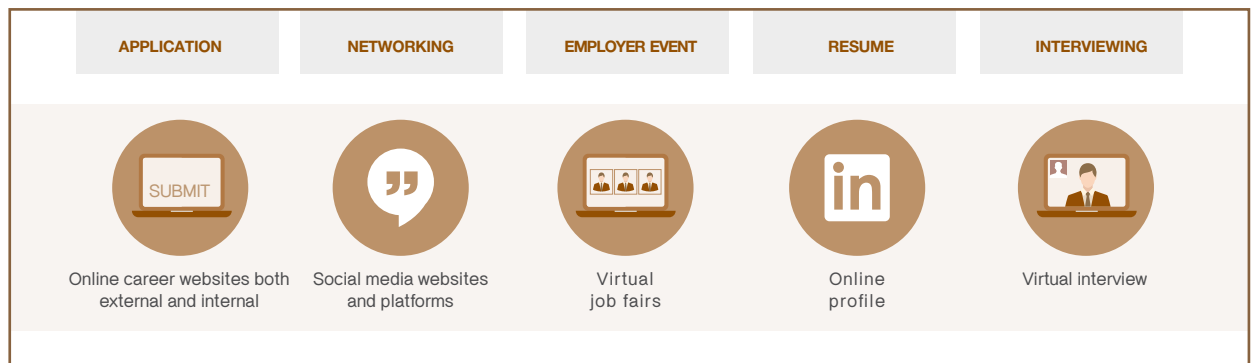 APPLICATION
NETWORKING
EMPLOYER EVENT
RESUME
INTERVIEWING
SUBMIT
”
in
Online career websites both
external and internal
Social media websites
and platforms
Virtual
job fairs
Online
profile
Virtual interview